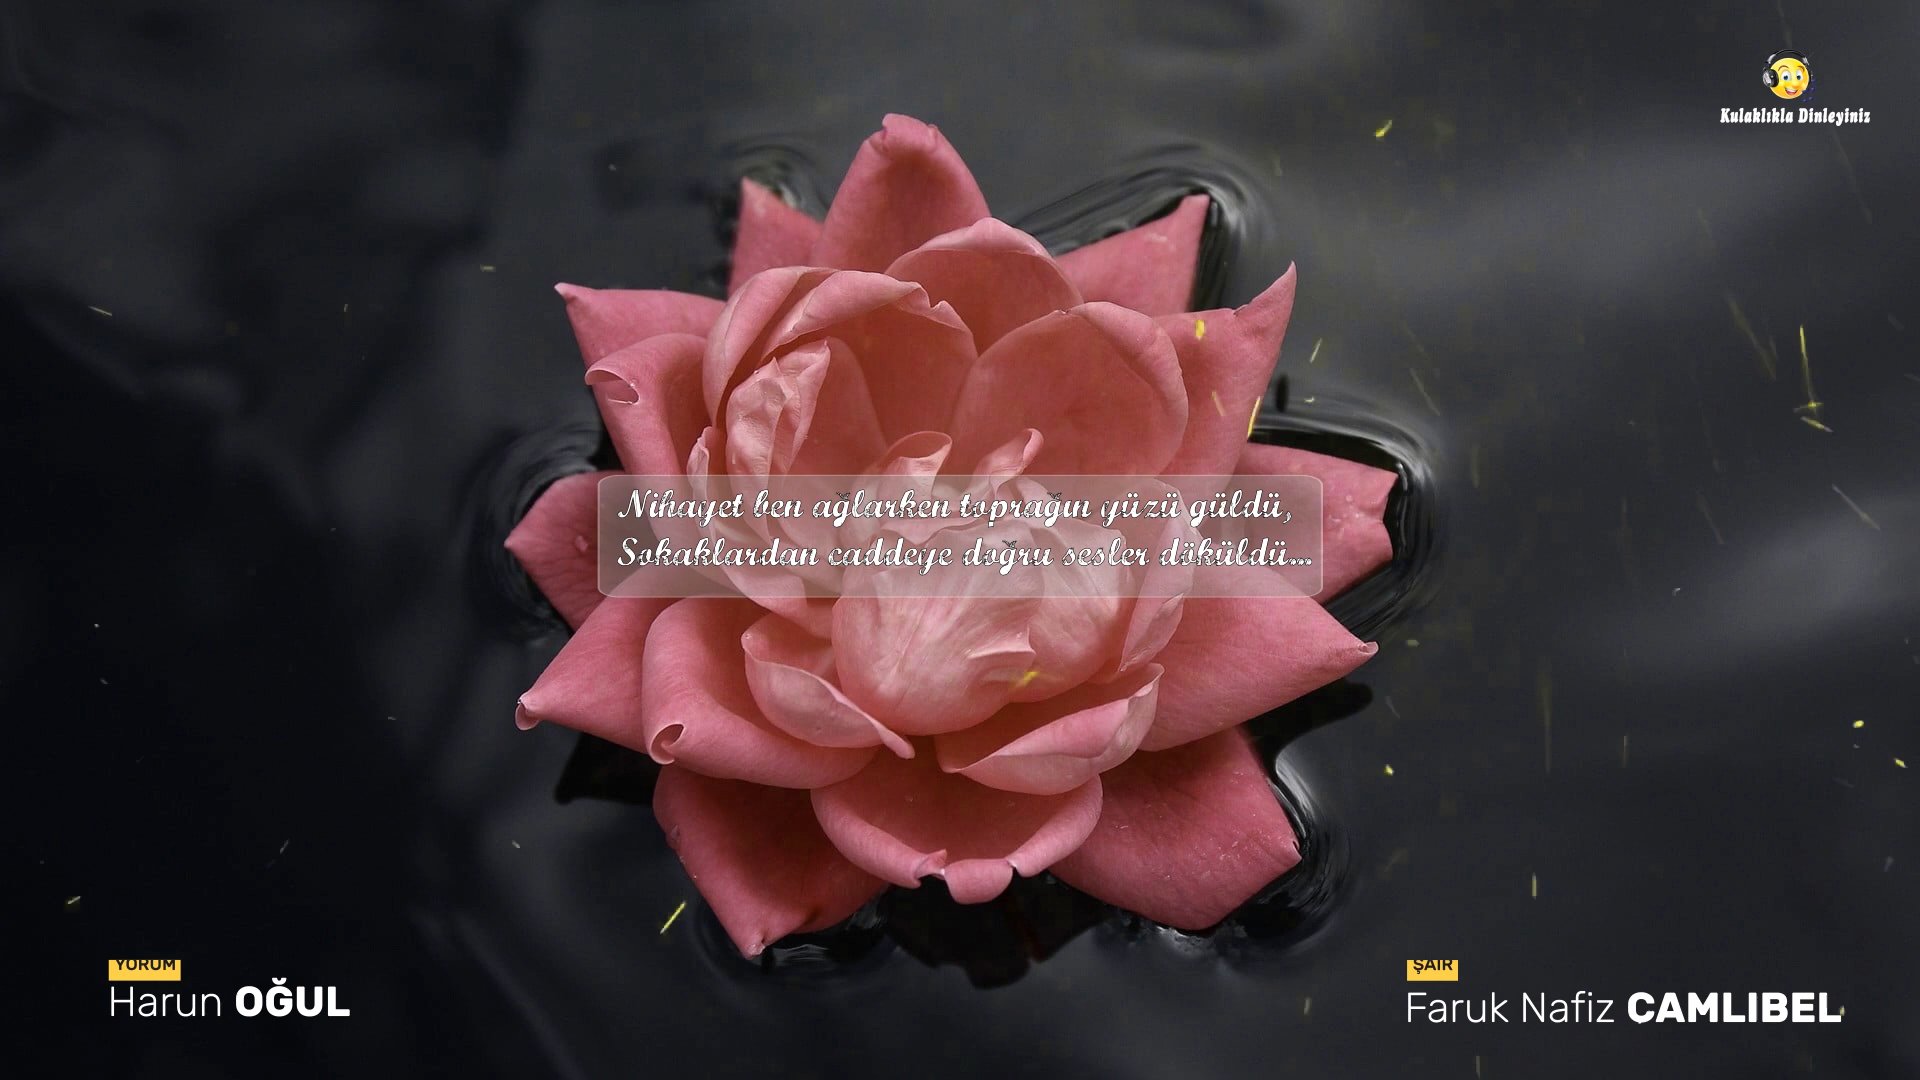 Kulaklıkla Dinleyiniz
Nihayet ben ağlarken toprağın yüzü güldü,
Sokaklardan caddeye doğru sesler döküldü...
YORUM
Harun OĞUL
ŞAİR
Faruk Nafiz ÇAMLIBEL